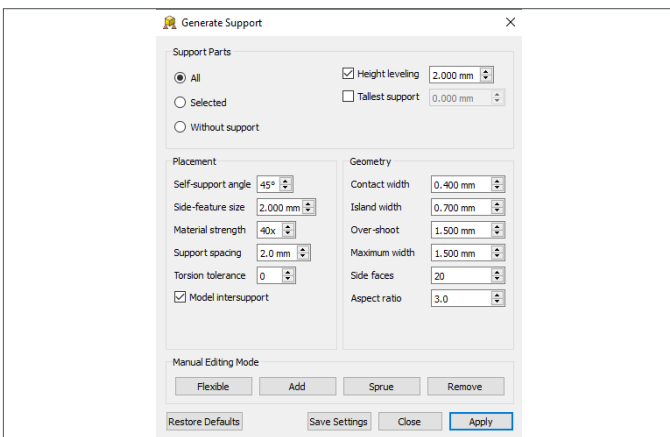 Generate Support
Support Parts
All
Height leveling 2.000 mm
Selected
Tallest support 0.000 mm
Without support
Placement
Self-support angle 45°
Side-feature size 2.000 mm
Material strength 40x
Support spacing 2.0 mm
Torsion tolerance 0
Model intersupport
Geometry
Contact width 0.400 mm
Island width 0.700 mm
Over-shoot 1.500 mm
Maximum width 1.500 mm
Side faces 20
Aspect ratio 3.0
Manual Editing Mode
Flexible Add Sprue Remove
Restore Defaults Save Settings Close Apply